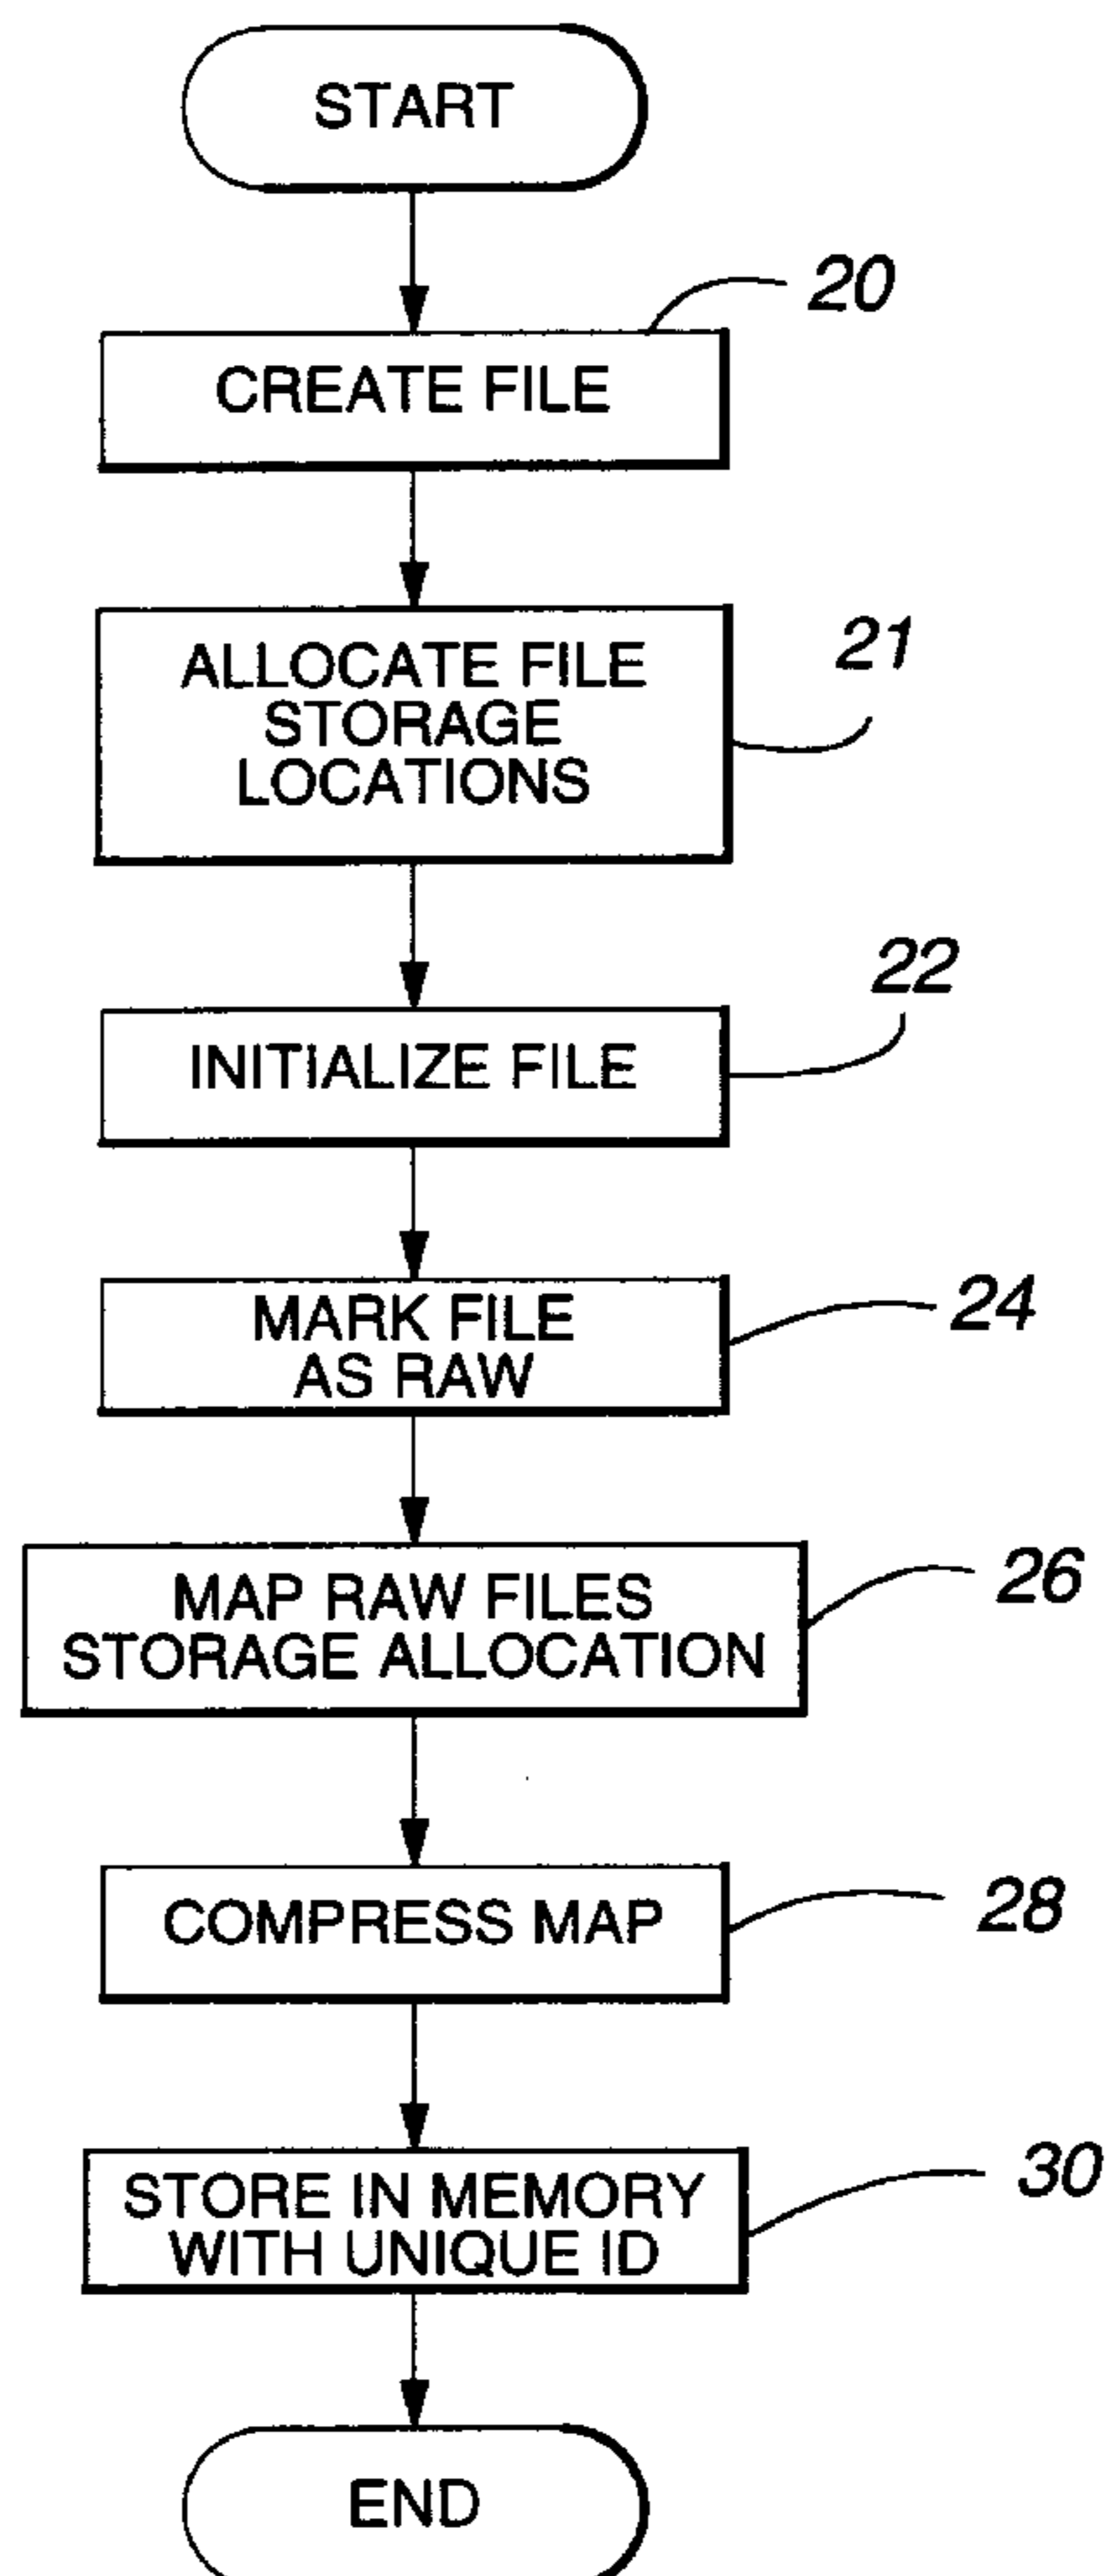 START
20
CREATE FILE
21
ALLOCATE FILE
STORAGE
LOCATIONS
22
INITIALIZE FILE
24
MARK FILE
AS RAW
26
MAP RAW FILES
STORAGE ALLOCATION
28
COMPRESS MAP
30
STORE IN MEMORY
WITH UNIQUE ID
END